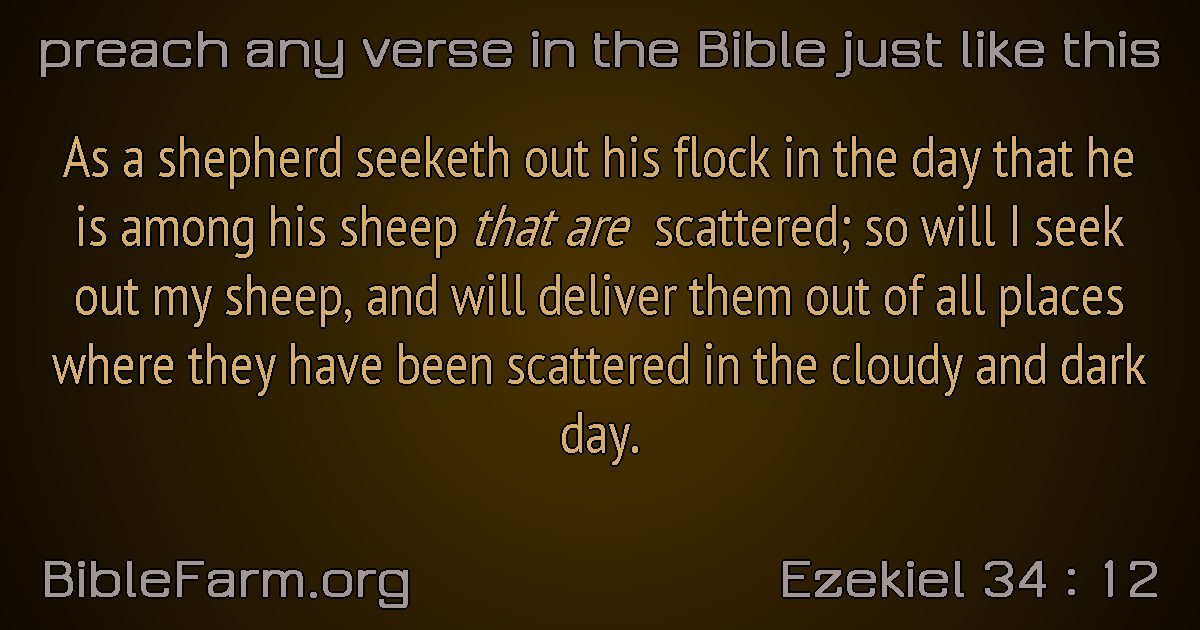 preach any verse in the Bible just like this
As a shepherd seeketh out his flock in the day that he
is among his sheep that are scattered; so will I seek
out my sheep, and will deliver them out of all places
where they have been scattered in the cloudy and dark
day.
BibleFarm.org
Ezekiel 34 : 12